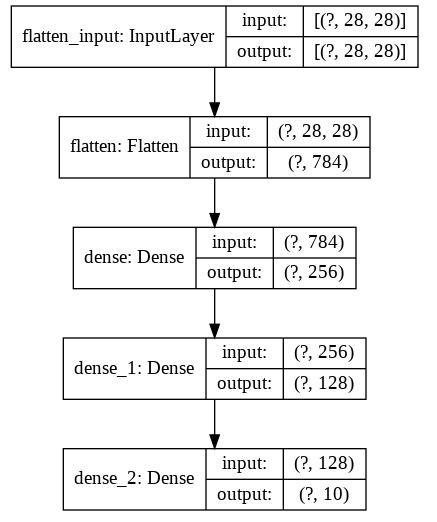 flatten_input: InputLayer
input: [(?, 28, 28)]
output: [(?, 28, 28)]
flatten: Flatten
input: (?, 28, 28)
output: (?, 784)
dense: Dense
input: (?, 784)
output: (?, 256)
dense_1: Dense
input: (?, 256)
output: (?, 128)
dense_2: Dense
input: (?, 128)
output: (?, 10)